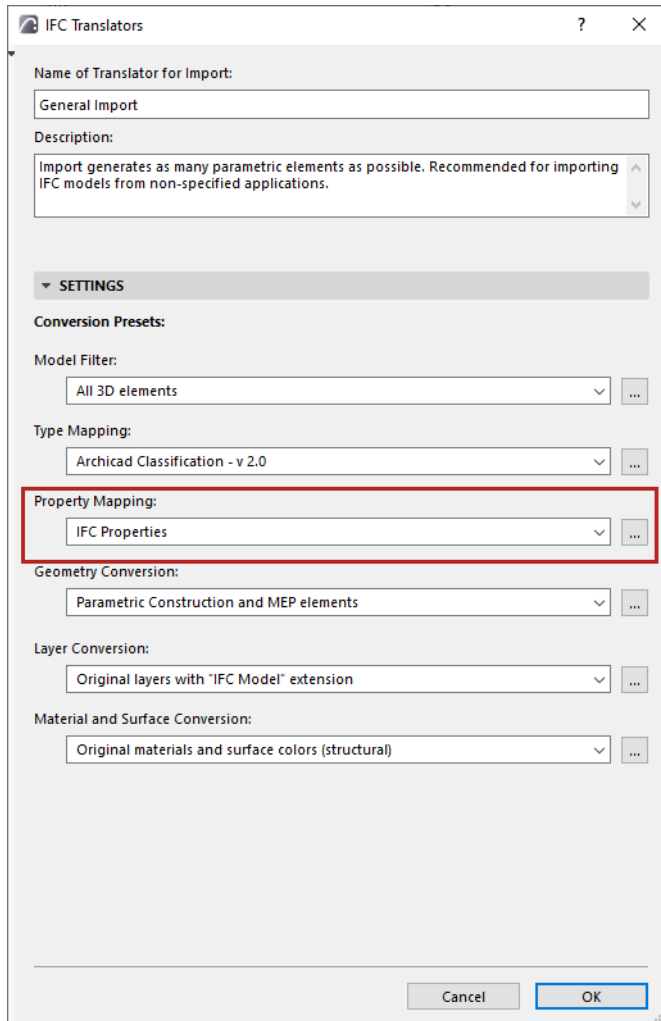 IFC Translators
?
Name of Translator for Import:
General Import
Description:
Import generates as many parametric elements as possible. Recommended for importing
IFC models from non-specified applications.
SETTINGS
Conversion Presets:
Model Filter:
All 3D elements
...
Type Mapping:
Archicad Classification - v 2.0
...
Property Mapping:
IFC Properties
...
Geometry Conversion:
Parametric Construction and MEP elements
...
Layer Conversion:
Original layers with "IFC Model" extension
...
Material and Surface Conversion:
Original materials and surface colors (structural)
...
Cancel
OK